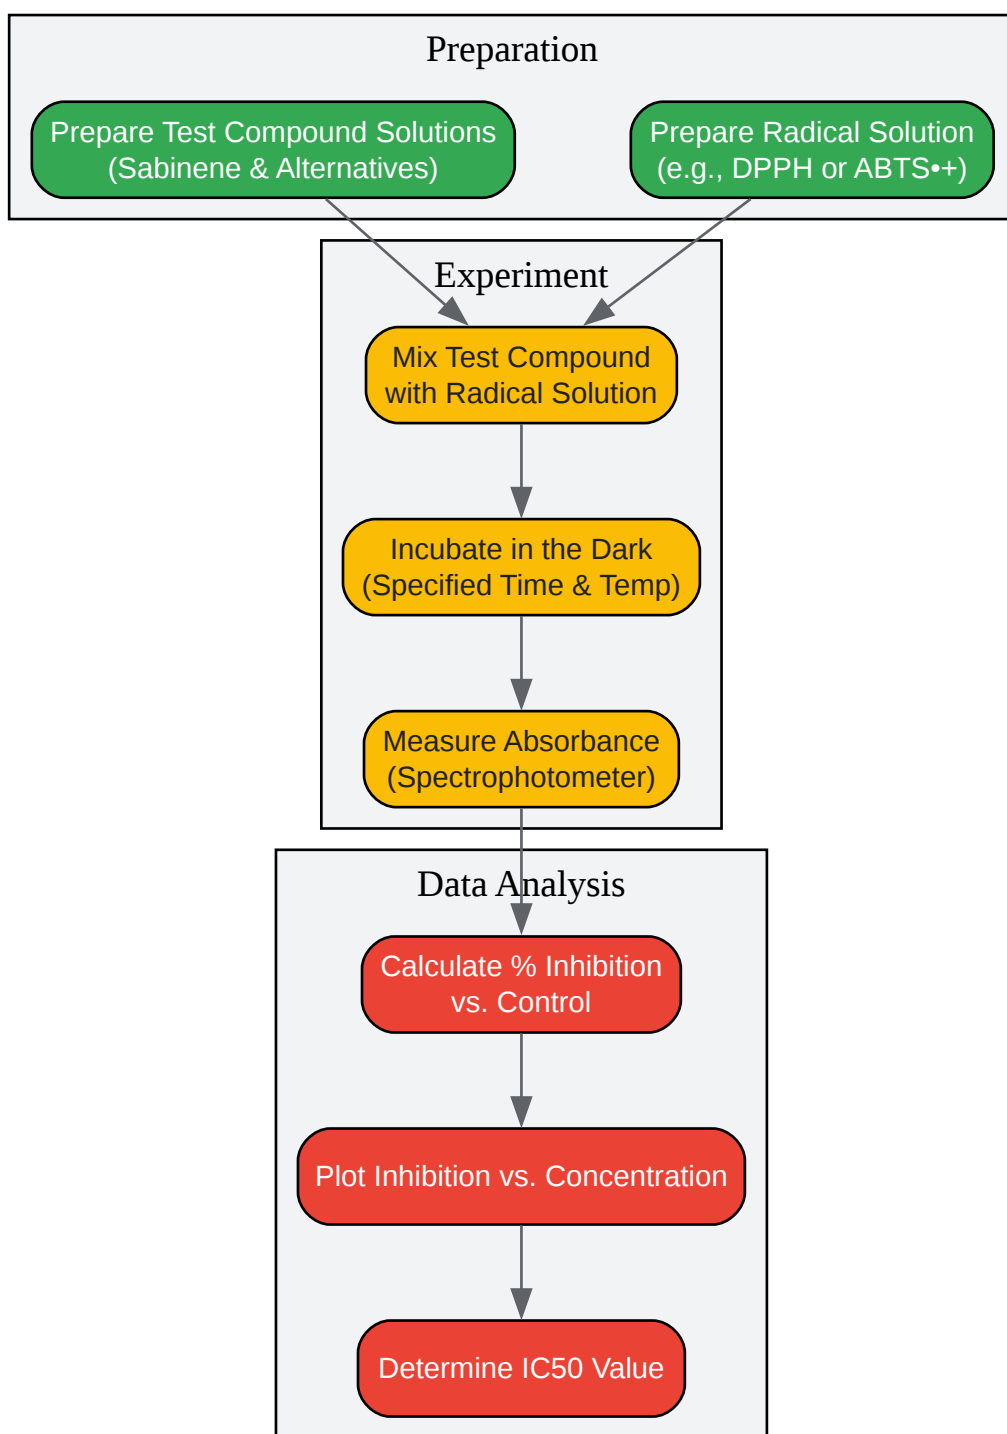 Preparation
Prepare Test Compound Solutions
(Sabinene & Alternatives)
Prepare Radical Solution
(e.g., DPPH or ABTS•+)
Experiment
Mix Test Compound
with Radical Solution
Incubate in the Dark
(Specified Time & Temp)
Measure Absorbance
(Spectrophotometer)
Data Analysis
Calculate % Inhibition
vs. Control
Plot Inhibition vs. Concentration
Determine IC50 Value